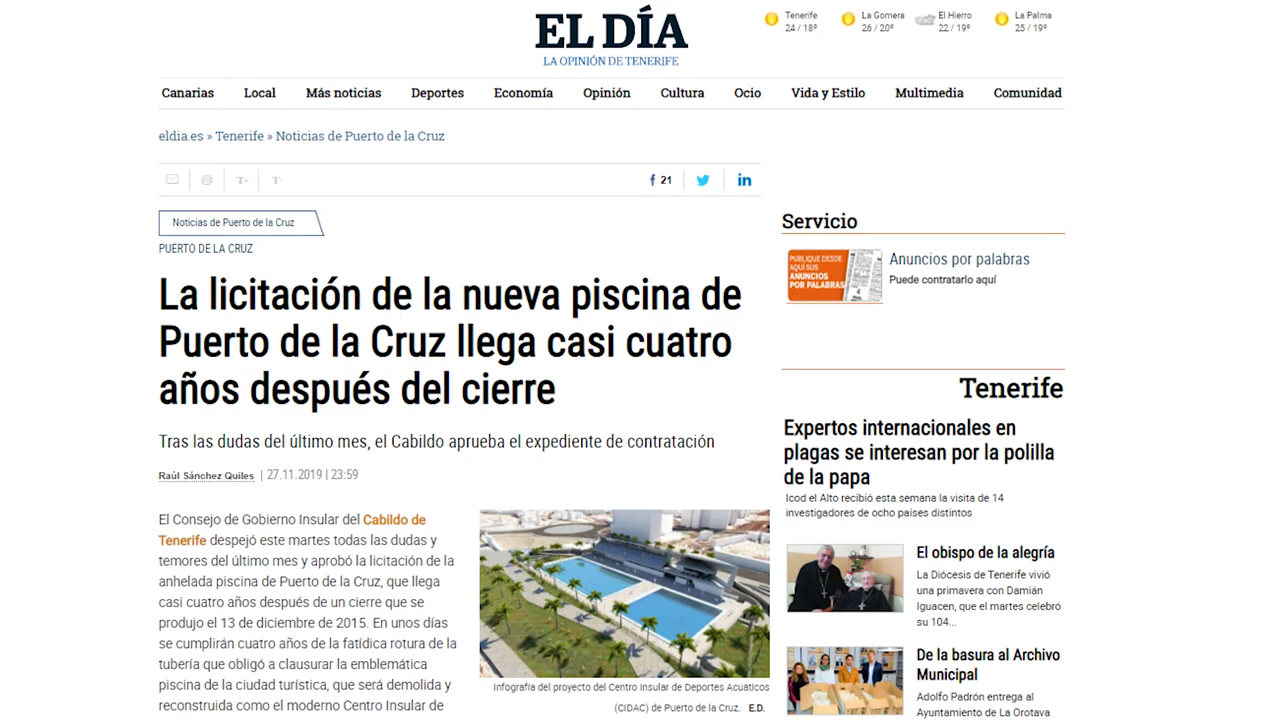 EL DÍA
LA OPINIÓN DE TENERIFE
Tenerife
24 / 18º
La Gomera
26 / 20º
El Hierro
22 / 19º
La Palma
25 / 19º
Canarias Local Más noticias Deportes Economía Opinión Cultura Ocio Vida y Estilo Multimedia Comunidad
eldia.es » Tenerife » Noticias de Puerto de la Cruz
T+ T-
21
Noticias de Puerto de la Cruz
PUERTO DE LA CRUZ
La licitación de la nueva piscina de
Puerto de la Cruz llega casi cuatro
años después del cierre
Tras las dudas del último mes, el Cabildo aprueba el expediente de contratación
Raúl Sánchez Quiles | 27.11.2019 | 23:59
El Consejo de Gobierno Insular del Cabildo de
Tenerife despejó este martes todas las dudas y
temores del último mes y aprobó la licitación de la
anhelada piscina de Puerto de la Cruz, que llega
casi cuatro años después de un cierre que se
produjo el 13 de diciembre de 2015. En unos días
se cumplirán cuatro años de la fatídica rotura de la
tubería que obligó a clausurar la emblemática
piscina de la ciudad turística, que será demolida y
reconstruida como el moderno Centro Insular de
Infografía del proyecto del Centro Insular de Deportes Acuáticos
(CIDAC) de Puerto de la Cruz. E.D.
Servicio
PUBLIQUE DESDE
AQUÍ SUS
ANUNCIOS
POR PALABRAS
Anuncios por palabras
Puede contratarlo aquí
Tenerife
Expertos internacionales en
plagas se interesan por la polilla
de la papa
Icod el Alto recibió esta semana la visita de 14
investigadores de ocho países distintos
El obispo de la alegría
La Diócesis de Tenerife vivió
una primavera con Damián
Iguacen, que el martes celebró
su 104...
De la basura al Archivo
Municipal
Adolfo Padrón entrega al
Ayuntamiento de La Orotava